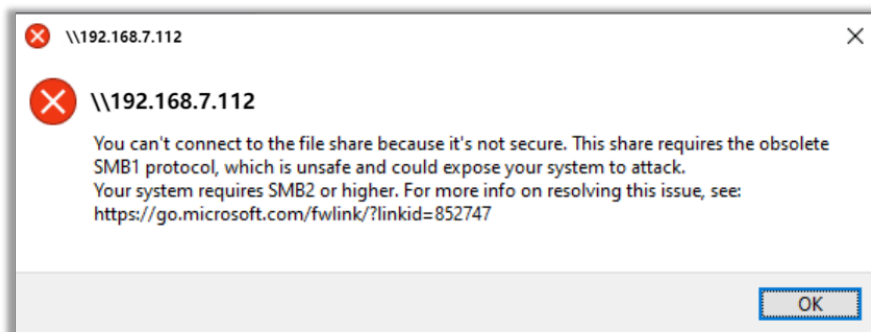 \\192.168.7.112
\\192.168.7.112
You can't connect to the file share because it's not secure. This share requires the obsolete
SMB1 protocol, which is unsafe and could expose your system to attack.
Your system requires SMB2 or higher. For more info on resolving this issue, see:
https://go.microsoft.com/fwlink/?linkid=852747
OK